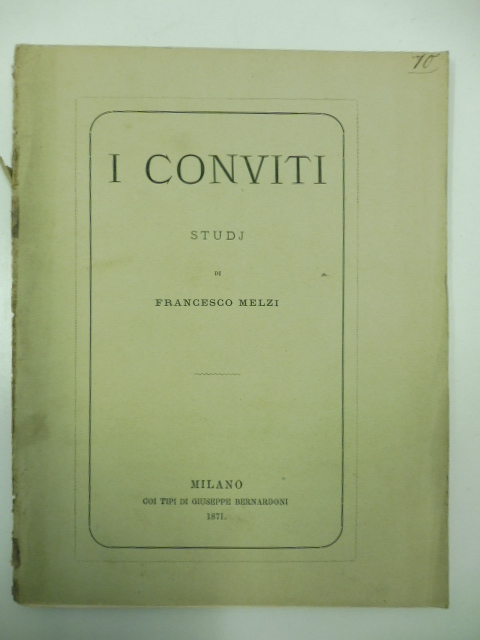 70
I CONVITI
STUDJ
DI
FRANCESCO MELZI
MILANO
COI TIPI DI GIUSEPPE BERNARDONI
1871.